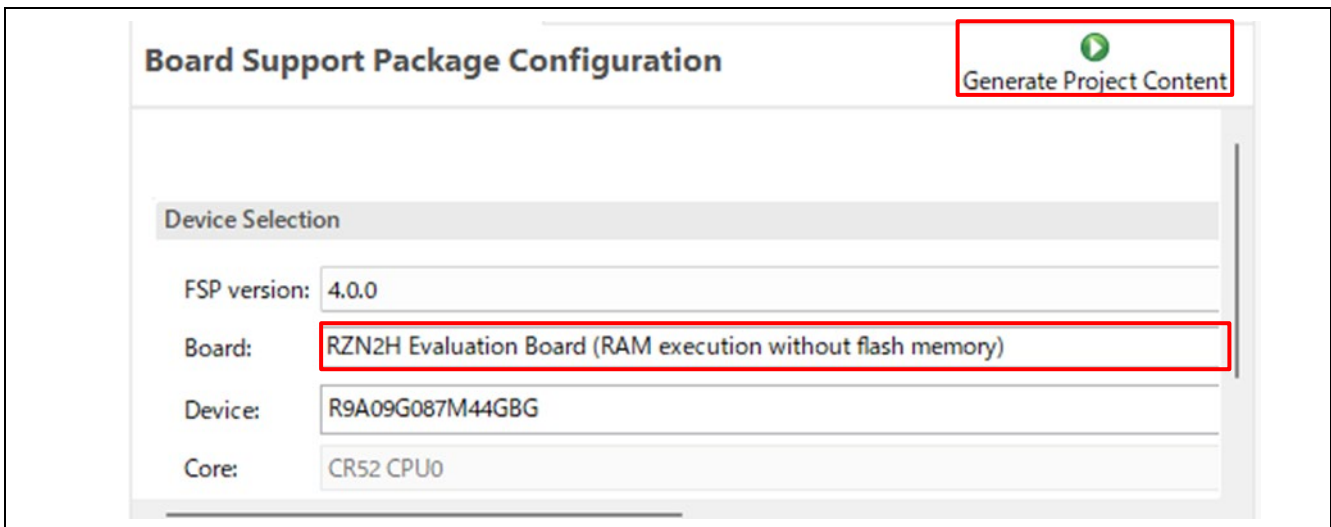 Board Support Package Configuration
Generate Project Content
Device Selection
FSP version: 4.0.0
Board: RZN2H Evaluation Board (RAM execution without flash memory)
Device: R9A09G087M44GBG
Core: CR52 CPU0